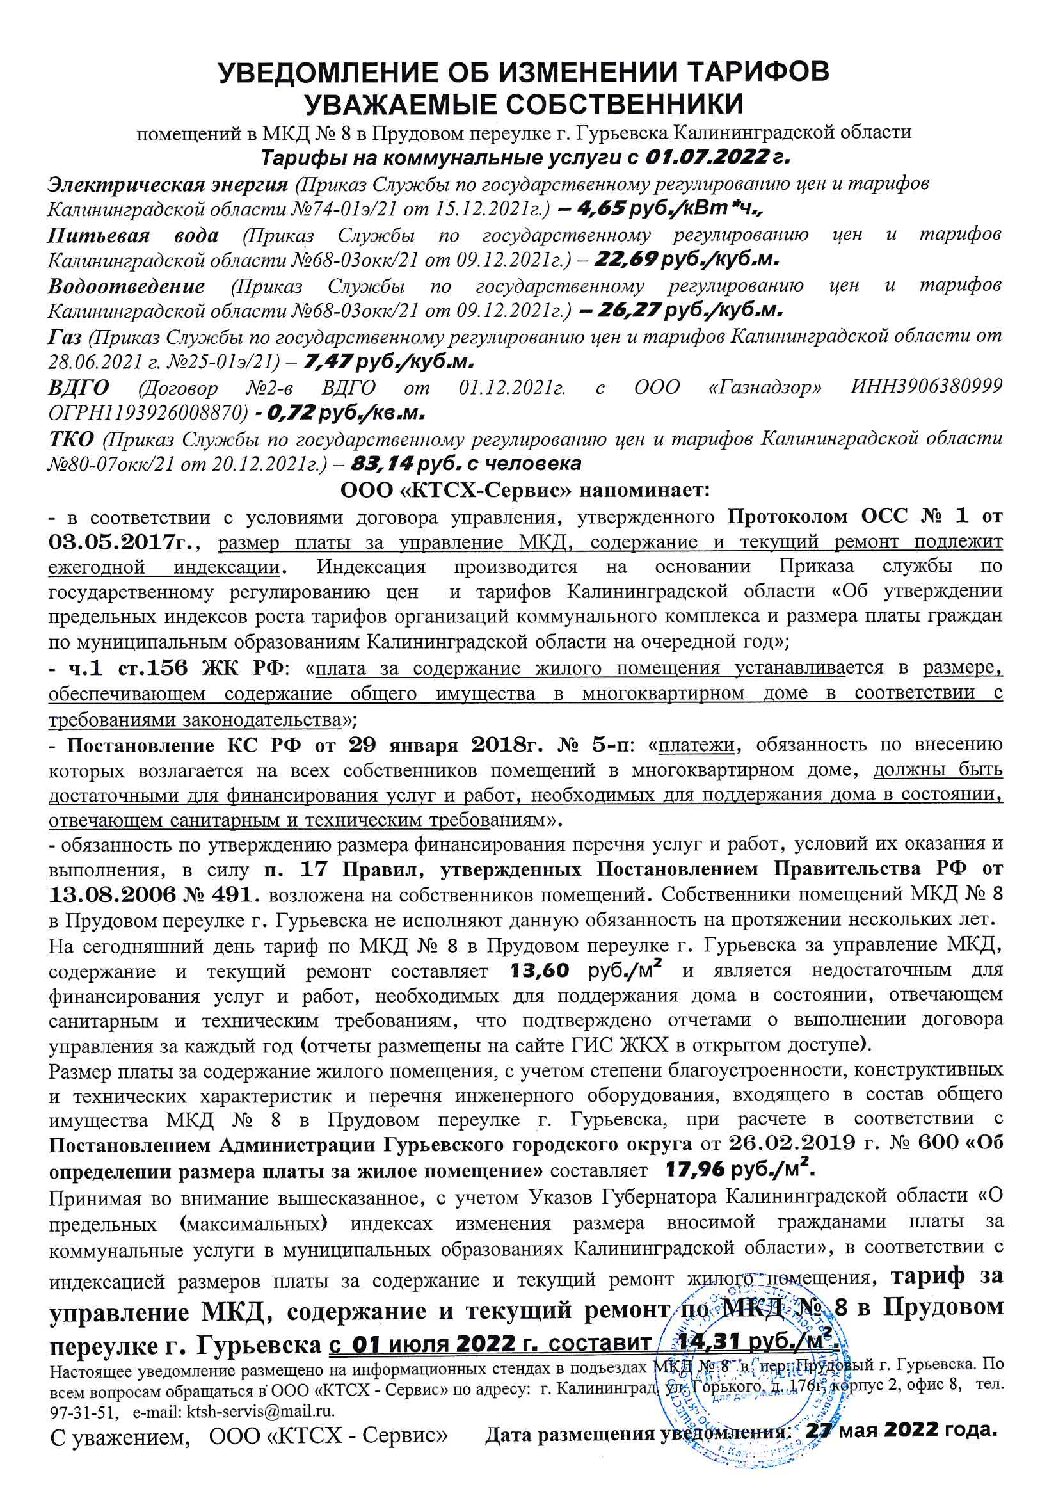 УВЕДОМЛЕНИЕ ОБ ИЗМЕНЕНИИ ТАРИФОВ
УВАЖАЕМЫЕ СОБСТВЕННИКИ
помещений в МКД № 8 в Прудовом переулке г. Гурьевска Калининградской области
Тарифы на коммунальные услуги с 01.07.2022 г.
Электрическая энергия (Приказ Службы по государственному регулированию цен и тарифов
Калининградской области №74-01э/21 от 15.12.2021г.) – 4,65 руб./кВт*ч.,
Питьевая вода (Приказ Службы по государственному регулированию цен и тарифов
Калининградской области №68-03окк/21 от 09.12.2021г.) – 22,69 руб./куб.м.
Водоотведение (Приказ Службы по государственному регулированию цен и тарифов
Калининградской области №68-03окк/21 от 09.12.2021г.) – 26,27 руб./куб.м.
Газ (Приказ Службы по государственному регулированию цен и тарифов Калининградской области от
28.06.2021 г. №25-01э/21) – 7,47 руб./куб.м.
ВДГО (Договор №2-в ВДГО от 01.12.2021г. с ООО «Газнадзор» ИНН3906380999
ОГРН1193926008870) - 0,72 руб./кв.м.
ТКО (Приказ Службы по государственному регулированию цен и тарифов Калининградской области
№80-07окк/21 от 20.12.2021г.) – 83,14 руб. с человека
ООО «КТСХ-Сервис» напоминает:
- в соответствии с условиями договора управления, утвержденного Протоколом ОСС № 1 от
03.05.2017г., размер платы за управление МКД, содержание и текущий ремонт подлежит
ежегодной индексации. Индексация производится на основании Приказа службы по
государственному регулированию цен и тарифов Калининградской области «Об утверждении
предельных индексов роста тарифов организаций коммунального комплекса и размера платы граждан
по муниципальным образованиям Калининградской области на очередной год»;
- ч.1 ст.156 ЖК РФ: «плата за содержание жилого помещения устанавливается в размере,
обеспечивающем содержание общего имущества в многоквартирном доме в соответствии с
требованиями законодательства»;
- Постановление КС РФ от 29 января 2018г. № 5-п: «платежи, обязанность по внесению
которых возлагается на всех собственников помещений в многоквартирном доме, должны быть
достаточными для финансирования услуг и работ, необходимых для поддержания дома в состоянии,
отвечающем санитарным и техническим требованиям».
- обязанность по утверждению размера финансирования перечня услуг и работ, условий их оказания и
выполнения, в силу п. 17 Правил, утвержденных Постановлением Правительства РФ от
13.08.2006 № 491. возложена на собственников помещений. Собственники помещений МКД № 8
в Прудовом переулке г. Гурьевска не исполняют данную обязанность на протяжении нескольких лет.
На сегодняшний день тариф по МКД № 8 в Прудовом переулке г. Гурьевска за управление МКД,
содержание и текущий ремонт составляет 13,60 руб./м² и является недостаточным для
финансирования услуг и работ, необходимых для поддержания дома в состоянии, отвечающем
санитарным и техническим требованиям, что подтверждено отчетами о выполнении договора
управления за каждый год (отчеты размещены на сайте ГИС ЖКХ в открытом доступе).
Размер платы за содержание жилого помещения, с учетом степени благоустроенности, конструктивных
и технических характеристик и перечня инженерного оборудования, входящего в состав общего
имущества МКД № 8 в Прудовом переулке г. Гурьевска, при расчете в соответствии с
Постановлением Администрации Гурьевского городского округа от 26.02.2019 г. № 600 «Об
определении размера платы за жилое помещение» составляет 17,96 руб./м².
Принимая во внимание вышесказанное, с учетом Указов Губернатора Калининградской области «О
предельных (максимальных) индексах изменения размера вносимой гражданами платы за
коммунальные услуги в муниципальных образованиях Калининградской области», в соответствии с
индексацией размеров платы за содержание и текущий ремонт жилого помещения, тариф за
управление МКД, содержание и текущий ремонт по МКД № 8 в Прудовом
переулке г. Гурьевска с 01 июля 2022 г. составит 14,31 руб./м².
Настоящее уведомление размещено на информационных стендах в подъездах МКД № 8 в пер. Прудовый г. Гурьевска. По
всем вопросам обращаться в ООО «КТСХ - Сервис» по адресу: г. Калининград, ул. Горького, д. 176г, корпус 2, офис 8, тел.
97-31-51, e-mail: ktsh-servis@mail.ru.
С уважением, ООО «КТСХ - Сервис» Дата размещения уведомления: 27 мая 2022 года.